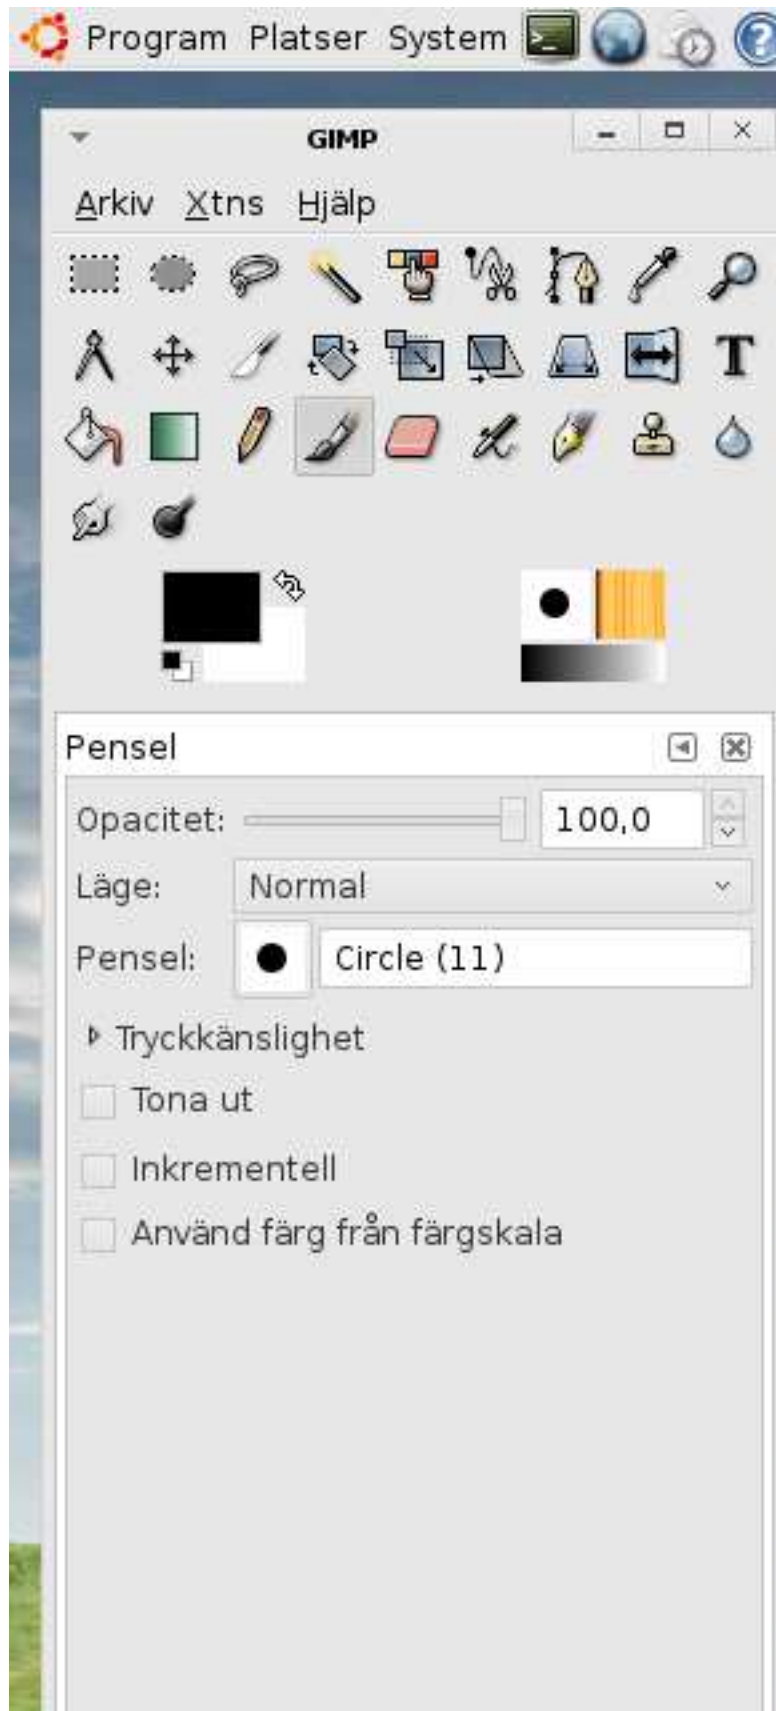 Program Platser System
GIMP
Arkiv Xtns Hjälp
Pensel
Opacitet: 100,0
Läge: Normal
Pensel: Circle (11)
Tryckkänslighet
Tona ut
Inkrementell
Använd färg från färgskala